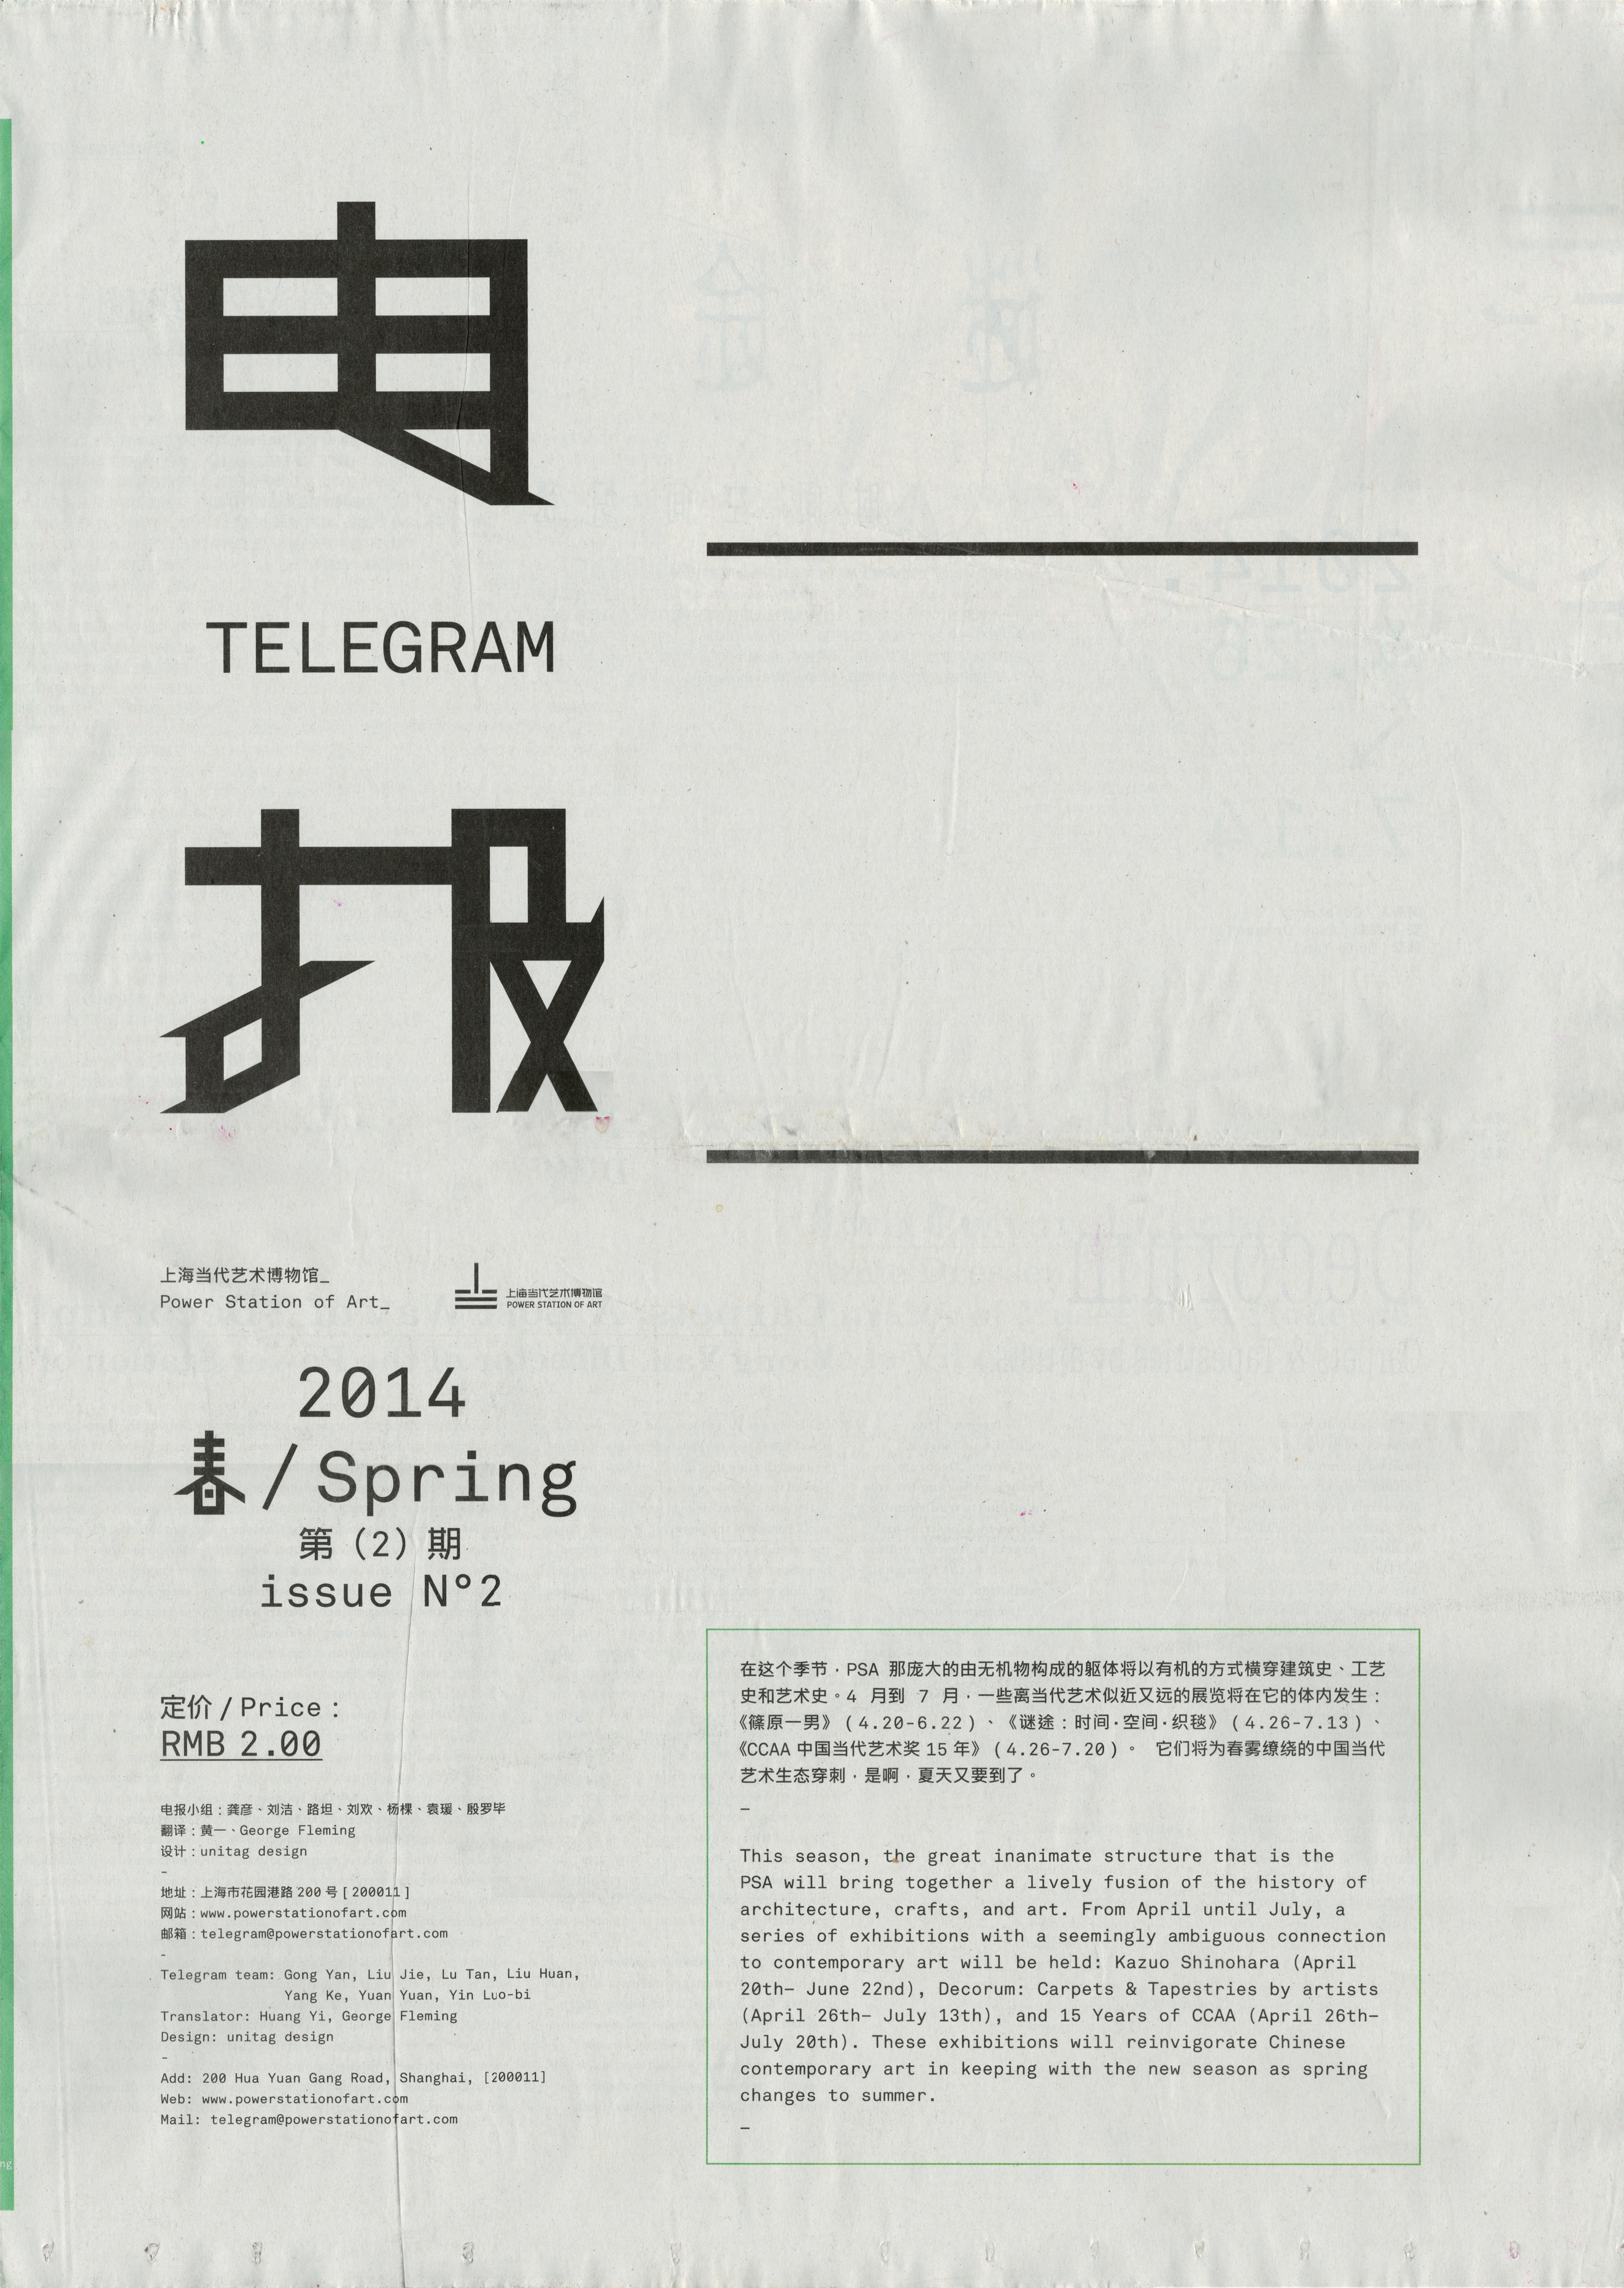 电
TELEGRAM
报
上海当代艺术博物馆_
Power Station of Art_
上海当代艺术博物馆
POWER STATION OF ART
2014
春/Spring
第（2）期
issue N°2
定价/Price：
RMB 2.00
电报小组：龚彦、刘洁、路坦、刘欢、杨棵、袁瑗、殷罗毕
翻译：黄一、George Fleming
设计：unitag design
-
地址：上海市花园港路 200 号 [200011]
网站：www.powerstationofart.com
邮箱：telegram@powerstationofart.com
-
Telegram team: Gong Yan, Liu Jie, Lu Tan, Liu Huan,
Yang Ke, Yuan Yuan, Yin Luo-bi
Translator: Huang Yi, George Fleming
Design: unitag design
-
Add: 200 Hua Yuan Gang Road, Shanghai, [200011]
Web: www.powerstationofart.com
Mail: telegram@powerstationofart.com
在这个季节，PSA 那庞大的由无机物构成的躯体将以有机的方式横穿建筑史、工艺
史和艺术史。4 月到 7 月，一些离当代艺术似近又远的展览将在它的体内发生：
《篠原一男》（4.20-6.22）、《谜途：时间·空间·织毯》（4.26-7.13）、
《CCAA 中国当代艺术奖 15 年》（4.26-7.20）。 它们将为春雾缭绕的中国当代
艺术生态穿刺，是啊，夏天又要到了。
—
This season, the great inanimate structure that is the
PSA will bring together a lively fusion of the history of
architecture, crafts, and art. From April until July, a
series of exhibitions with a seemingly ambiguous connection
to contemporary art will be held: Kazuo Shinohara (April
20th— June 22nd), Decorum: Carpets & Tapestries by artists
(April 26th— July 13th), and 15 Years of CCAA (April 26th—
July 20th). These exhibitions will reinvigorate Chinese
contemporary art in keeping with the new season as spring
changes to summer.
—